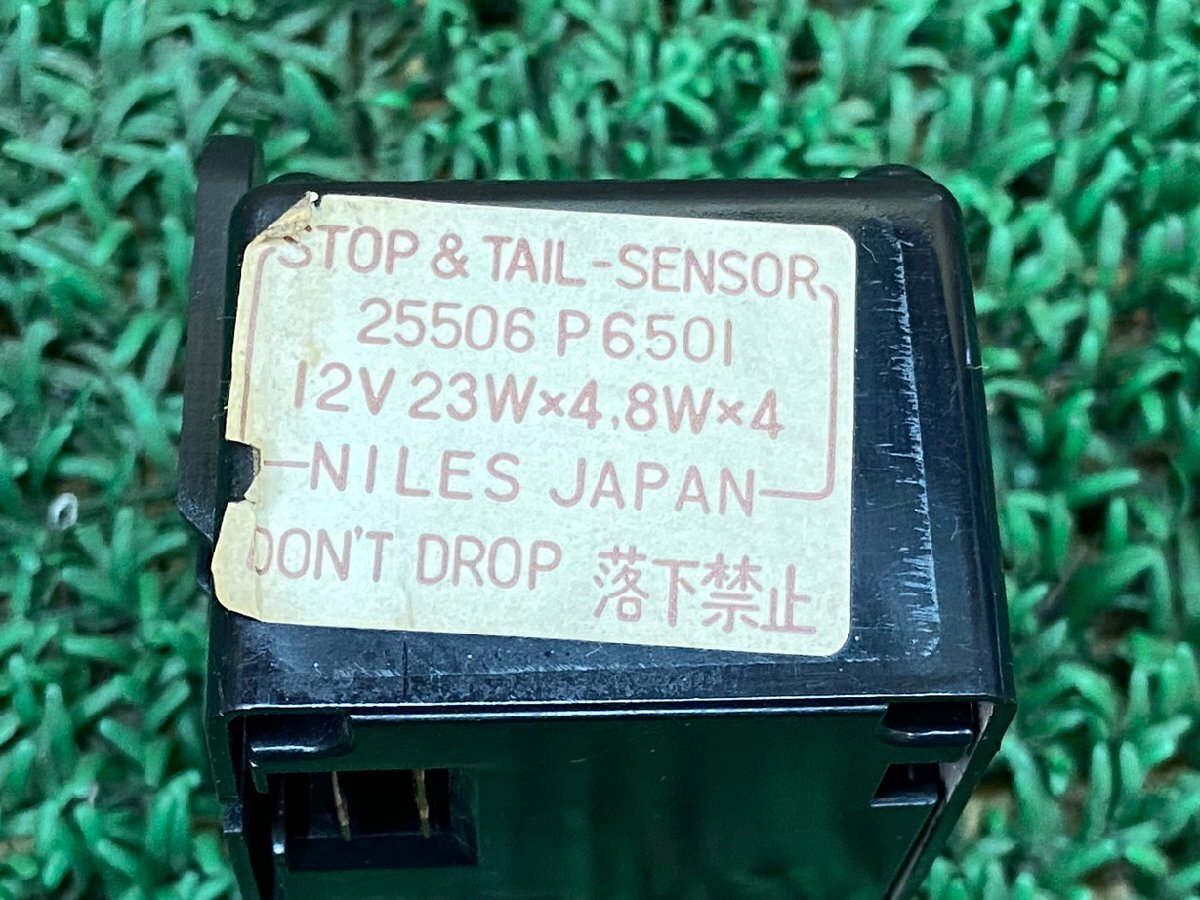 STOP & TAIL-SENSOR
25506 P6501
12V 23W×4,8W×4
NILES JAPAN
DON'T DROP 落下禁止